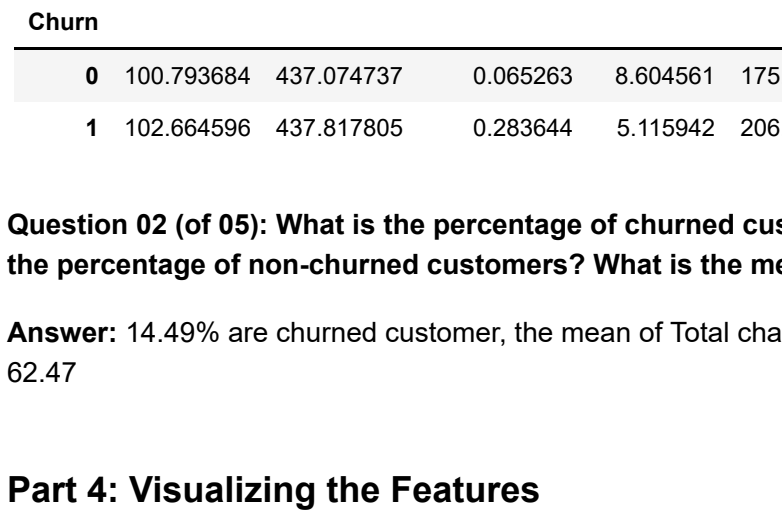 Churn
0 100.793684 437.074737 0.065263 8.604561 175
1 102.664596 437.817805 0.283644 5.115942 206
Question 02 (of 05): What is the percentage of churned cus
the percentage of non-churned customers? What is the me
Answer: 14.49% are churned customer, the mean of Total cha
62.47
Part 4: Visualizing the Features